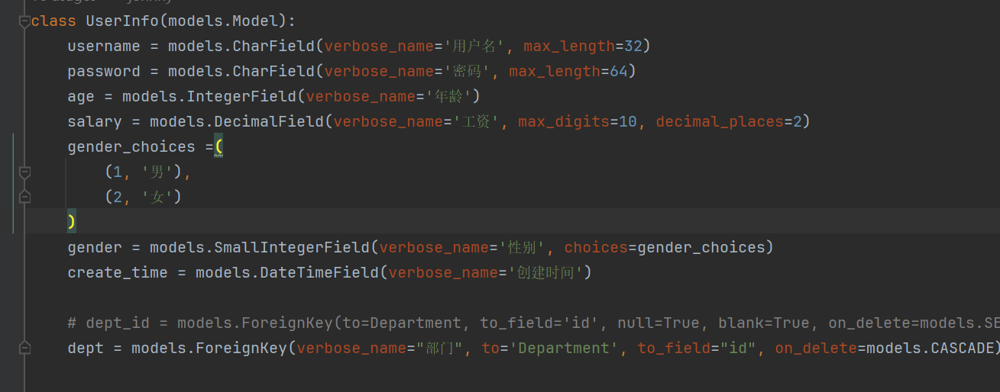 class UserInfo(models.Model):
username = models.CharField(verbose_name='用户名', max_length=32)
password = models.CharField(verbose_name='密码', max_length=64)
age = models.IntegerField(verbose_name='年龄')
salary = models.DecimalField(verbose_name='工资', max_digits=10, decimal_places=2)
gender_choices =(
(1, '男'),
(2, '女')
)
gender = models.SmallIntegerField(verbose_name='性别', choices=gender_choices)
create_time = models.DateTimeField(verbose_name='创建时间')
# dept_id = models.ForeignKey(to=Department, to_field='id', null=True, blank=True, on_delete=models.SE
dept = models.ForeignKey(verbose_name="部门", to='Department', to_field="id", on_delete=models.CASCADE)